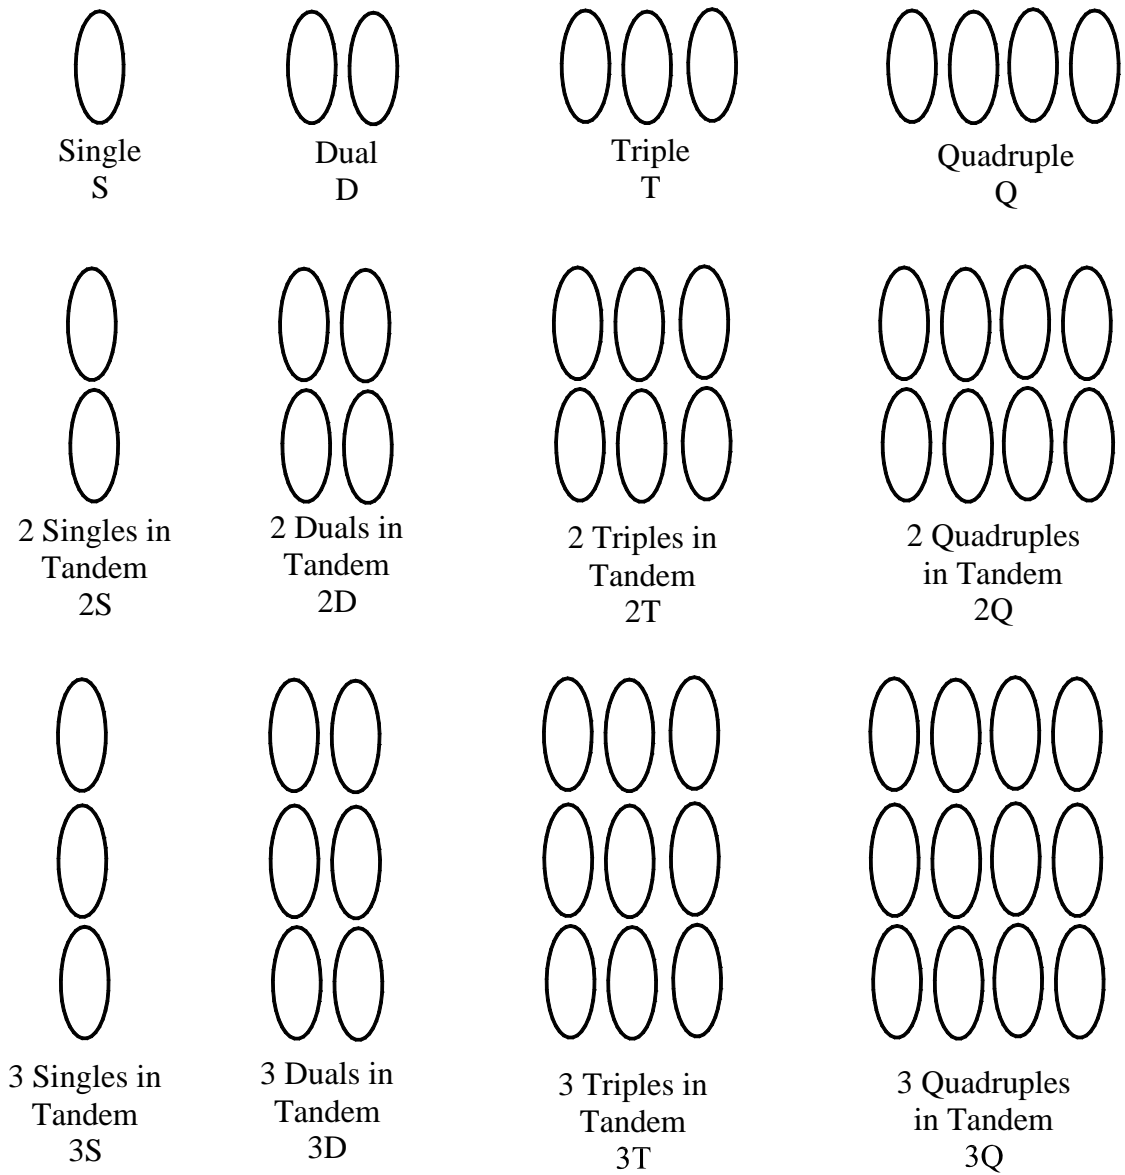 Single
S
Dual
D
Triple
T
Quadruple
Q
2 Singles in
Tandem
2S
2 Duals in
Tandem
2D
2 Triples in
Tandem
2T
2 Quadruples
in Tandem
2Q
3 Singles in
Tandem
3S
3 Duals in
Tandem
3D
3 Triples in
Tandem
3T
3 Quadruples
in Tandem
3Q